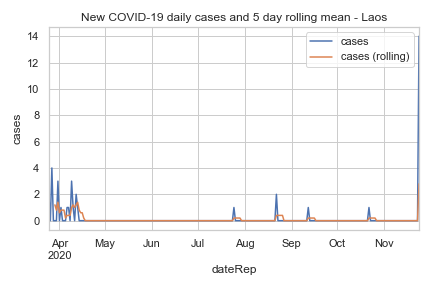 New COVID-19 daily cases and 5 day rolling mean - Laos
cases
cases (rolling)
14
12
10
8
6
4
2
0
cases
Apr May Jun Jul Aug Sep Oct Nov
2020
dateRep